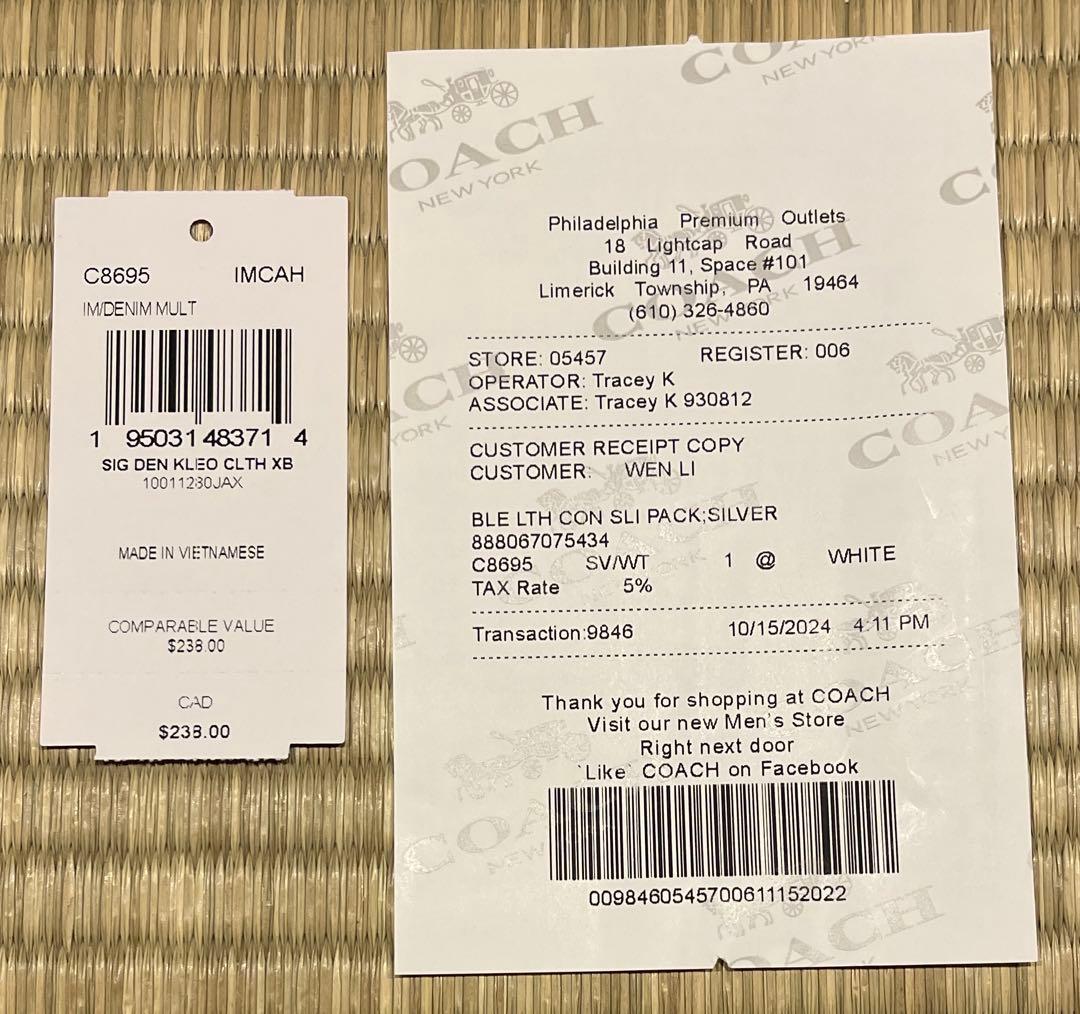 C8695 IMCAH
IM/DENIM MULT
1 95031 48371 4
SIG DEN KLEO CLTH XB
10011280JAX
MADE IN VIETNAMESE
COMPARABLE VALUE
$238.00
CAD
$238.00
COACH
NEW YORK
Philadelphia Premium Outlets
18 Lightcap Road
Building 11, Space #101
Limerick Township, PA 19464
(610) 326-4860
STORE: 05457 REGISTER: 006
OPERATOR: Tracey K
ASSOCIATE: Tracey K 930812
CUSTOMER RECEIPT COPY
CUSTOMER: WEN LI
BLE LTH CON SLI PACK;SILVER
888067075434
C8695 SV/WT 1 @ WHITE
TAX Rate 5%
Transaction:9846 10/15/2024 4:11 PM
Thank you for shopping at COACH
Visit our new Men's Store
Right next door
`Like` COACH on Facebook
0098460545700611152022